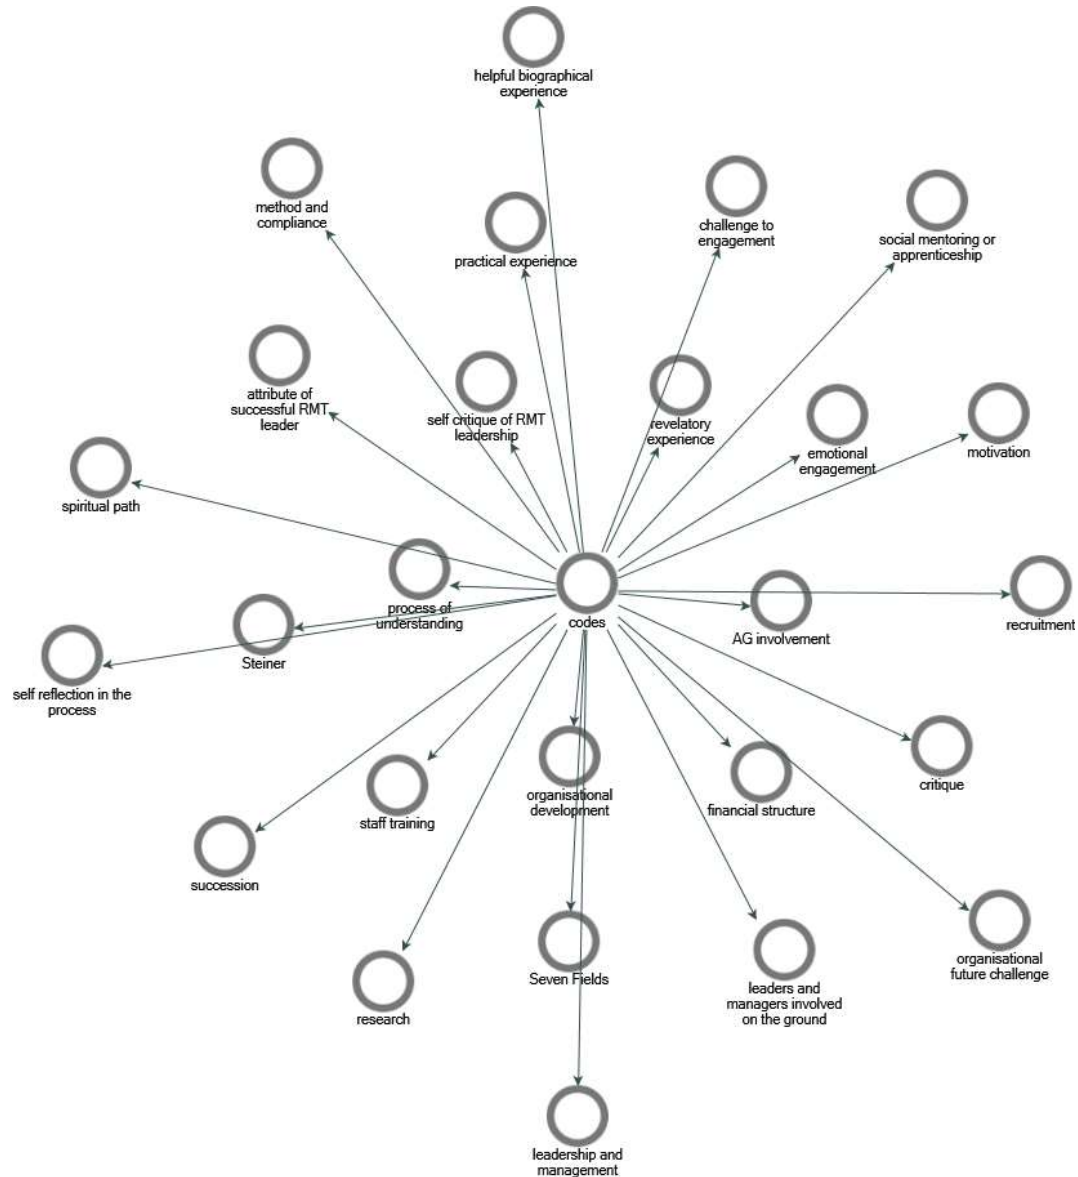 helpful biographical
experience
method and
compliance
practical experience
challenge to
engagement
social mentoring or
apprenticeship
attribute of
successful RMT
leader
self critique of RMT
leadership
revelatory
experience
emotional
engagement
motivation
spiritual path
process of
understanding
codes
AG involvement
recruitment
Steiner
self reflection in the
process
organisational
development
financial structure
critique
staff training
succession
Seven Fields
leaders and
managers involved
on the ground
organisational
future challenge
research
leadership and
management